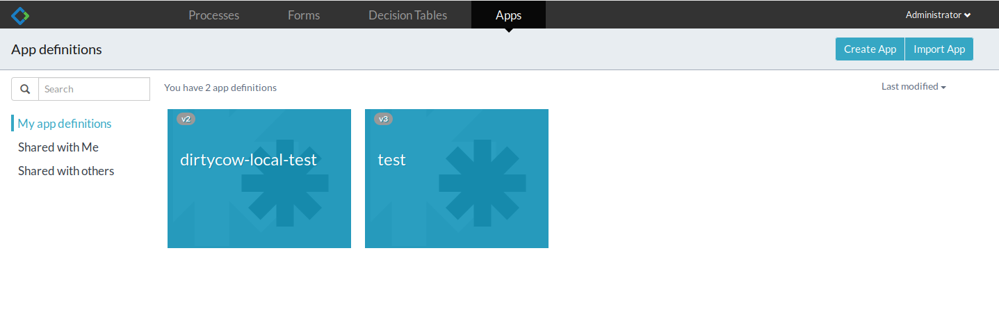 Processes Forms Decision Tables Apps Administrator
App definitions Create App Import App
Search You have 2 app definitions Last modified
v2 v3
My app definitions
Shared with Me
dirtycow-local-test test
Shared with others